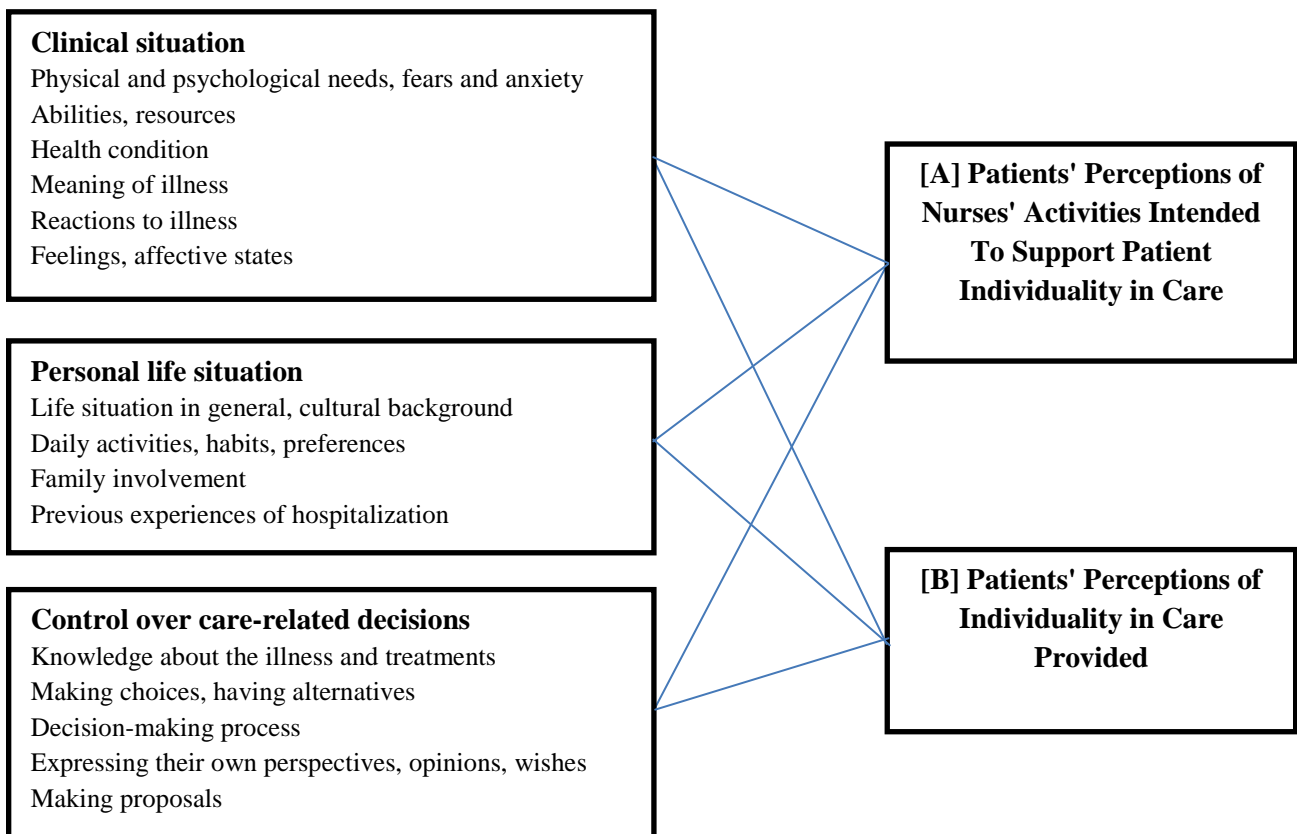 Clinical situation
Physical and psychological needs, fears and anxiety
Abilities, resources
Health condition
Meaning of illness
Reactions to illness
Feelings, affective states
Personal life situation
Life situation in general, cultural background
Daily activities, habits, preferences
Family involvement
Previous experiences of hospitalization
Control over care-related decisions
Knowledge about the illness and treatments
Making choices, having alternatives
Decision-making process
Expressing their own perspectives, opinions, wishes
Making proposals
[A] Patients' Perceptions of
Nurses' Activities Intended
To Support Patient
Individuality in Care
[B] Patients' Perceptions of
Individuality in Care
Provided